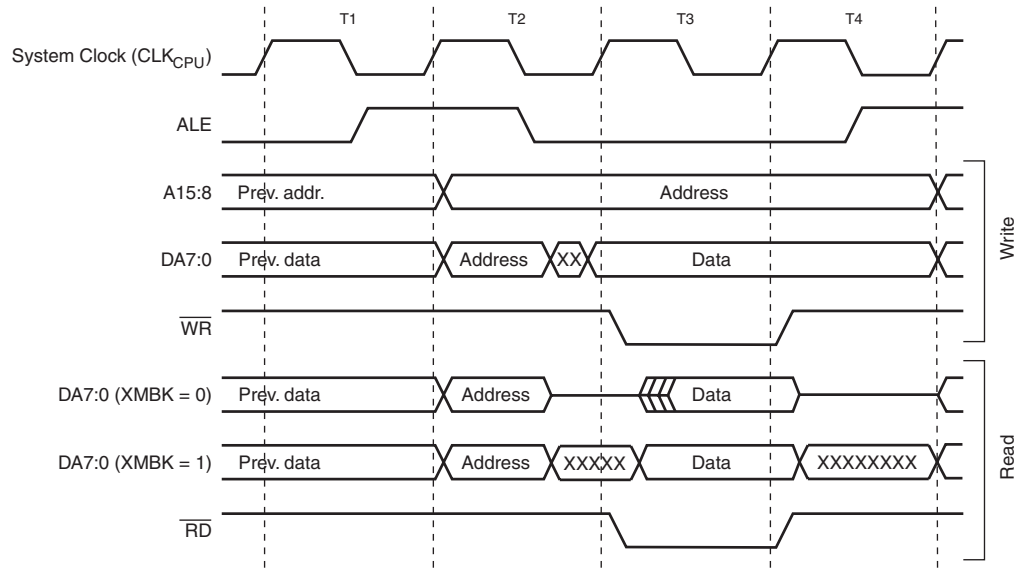 T1 T2 T3 T4
System Clock (CLKCPU)
ALE
A15:8 Prev. addr. Address
DA7:0 Prev. data Address XX Data
WR
Write
DA7:0 (XMBK = 0) Prev. data Address Data
DA7:0 (XMBK = 1) Prev. data Address XXXXX Data XXXXXXXX
RD
Read